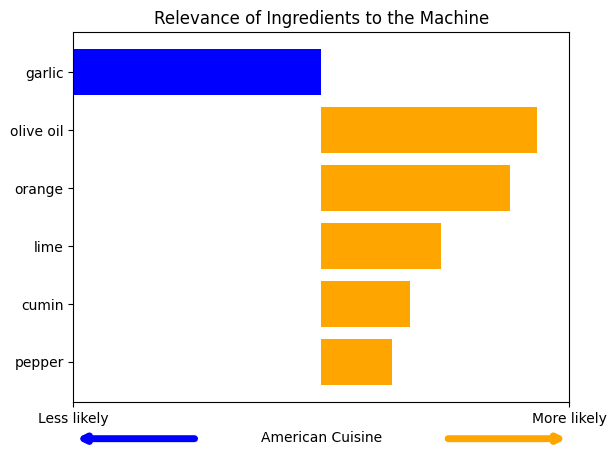 Relevance of Ingredients to the Machine
garlic
olive oil
orange
lime
cumin
pepper
Less likely
More likely
American Cuisine